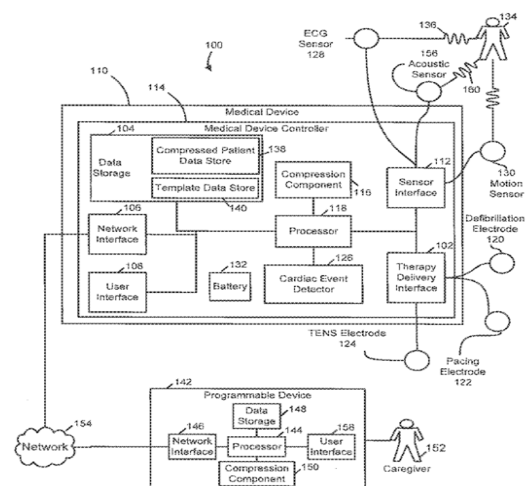 136
134
ECG
Sensor
128
156
Acoustic
Sensor
160
100
110
114
Medical Device
Medical Device Controller
104
Data
Storage
Compressed Patient
Data Store
138
Template Data Store
140
Compression
Component
116
112
Sensor
Interface
130
Motion
Sensor
106
Network
Interface
118
Processor
102
Therapy
Delivery
Interface
Defibrillation
Electrode
120
108
User
Interface
132
Battery
126
Cardiac Event
Detector
TENS Electrode
124
Pacing
Electrode
122
142
Programmable Device
Data
Storage
148
154
Network
146
Network
Interface
144
Processor
158
User
Interface
152
Caregiver
Compression
Component
150